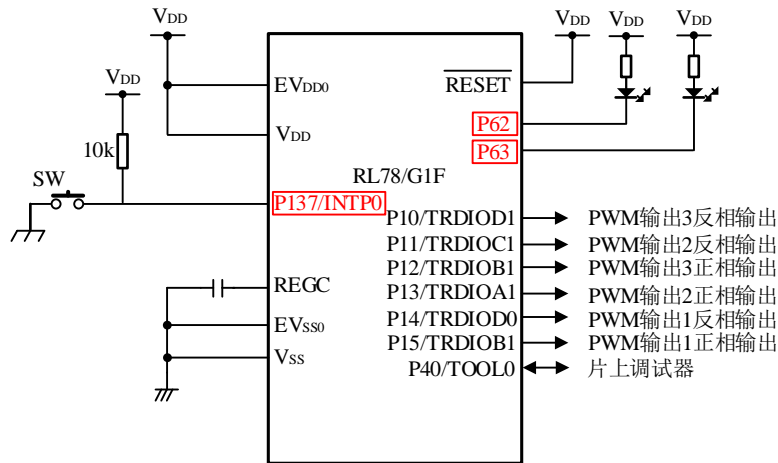 VDD
VDD
VDD
VDD
VDD
EVDD0
RESET
P62
VDD
10k
P63
RL78/G1F
SW
P137/INTP0
P10/TRDIOD1 PWM输出3反相输出
P11/TRDIOC1 PWM输出2反相输出
P12/TRDIOB1 PWM输出3正相输出
REGC
P13/TRDIOA1 PWM输出2正相输出
P14/TRDIOD0 PWM输出1反相输出
EVSS0
P15/TRDIOB1 PWM输出1正相输出
VSS
P40/TOOL0 片上调试器